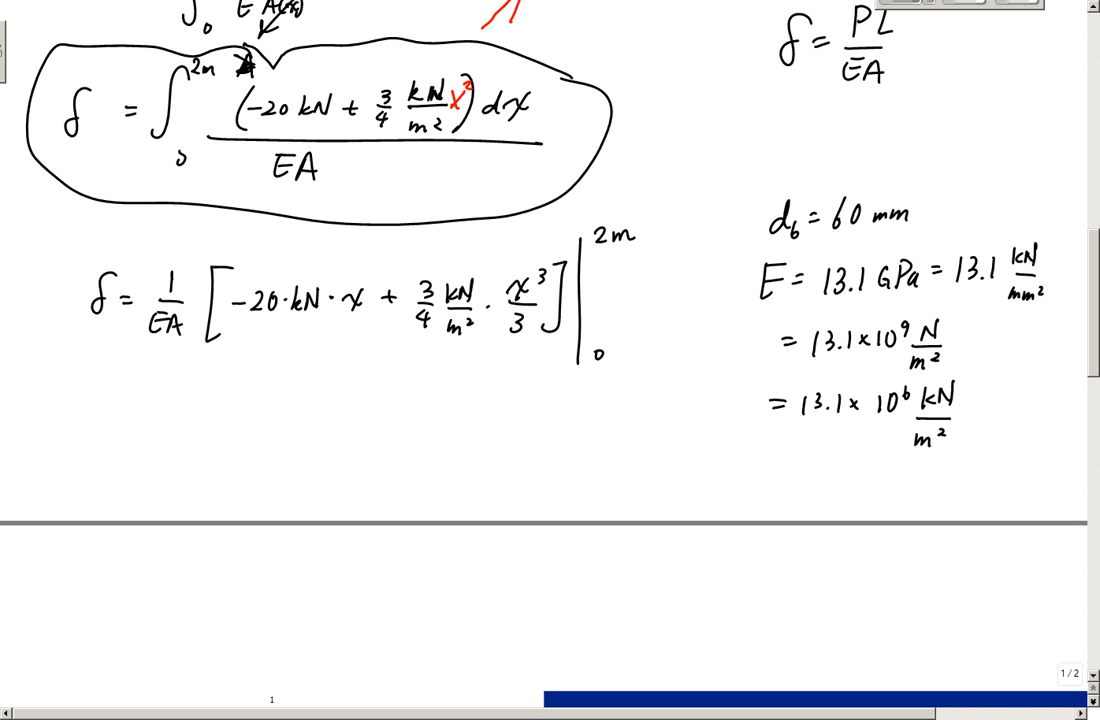 ∫₀ E A(x)
δ = ∫₀^2m (-20 kN + 3/4 kN/m² x²) dx / EA
δ = 1/EA [-20·kN·x + 3/4 kN/m² · x³/3] |₀^2m
δ = PL/EA
d₆ = 60 mm
E = 13.1 GPa = 13.1 kN/mm²
= 13.1 × 10⁹ N/m²
= 13.1 × 10⁶ kN/m²
1 / 2
1